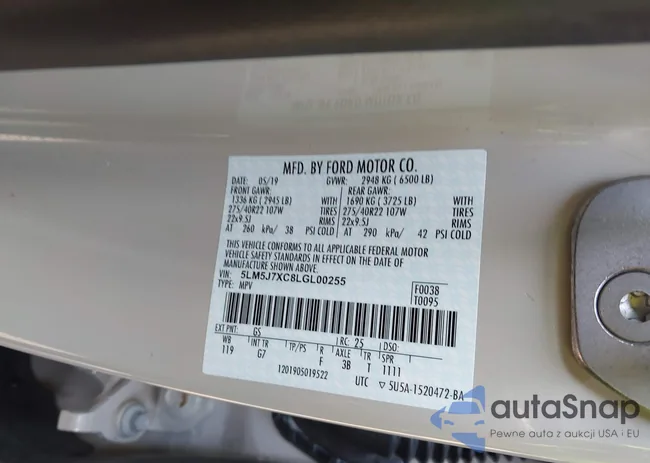 MFD. BY FORD MOTOR CO.
DATE: 05/19 GVWR: 2948 KG ( 6500 LB)
FRONT GAWR: REAR GAWR:
1336 KG ( 2945 LB) WITH 1690 KG ( 3725 LB) WITH
275/40R22 107W TIRES 275/40R22 107W TIRES
22x9.5J RIMS 22x9.5J RIMS
AT 260 kPa/ 38 PSI COLD AT 290 kPa/ 42 PSI COLD
THIS VEHICLE CONFORMS TO ALL APPLICABLE FEDERAL MOTOR
VEHICLE SAFETY STANDARDS IN EFFECT ON THE DATE OF
MANUFACTURE SHOWN ABOVE.
VIN: 5LM5J7XC8LGL00255 F0038
TYPE: MPV T0095
EXT PNT: GS RC: 25 DSO:
WB INT TR TP/PS R AXLE TR SPR
119 G7 F 3B T 1111
1201905019522 UTC ▽ 5U5A-1520472-BA
autoSnap
Pewne auta z aukcji USA i EU